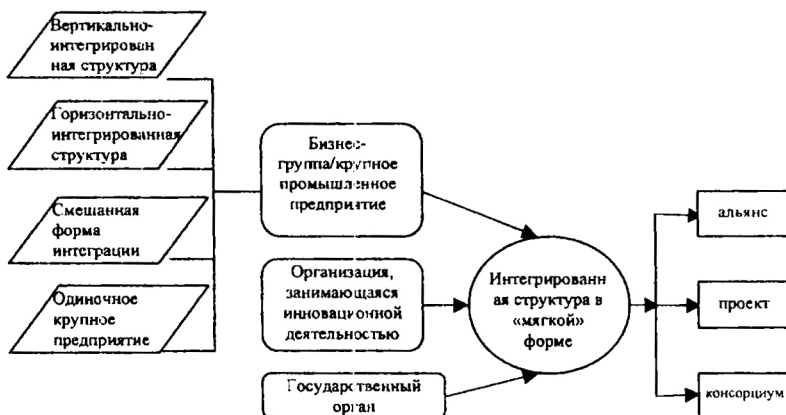 Вертикально-
интегрирован
ная структура
Горизонтально-
интегрированная
структура
Смешанная
форма
интеграции
Одиночное
крупное
предприятие
Бизнес-
группа/крупное
промышленное
предприятие
Организация,
занимающаяся
инновационной
деятельностью
Государственный
орган
Интегрированн
ая структура в
«мягкой»
форме
альянс
проект
консорциум